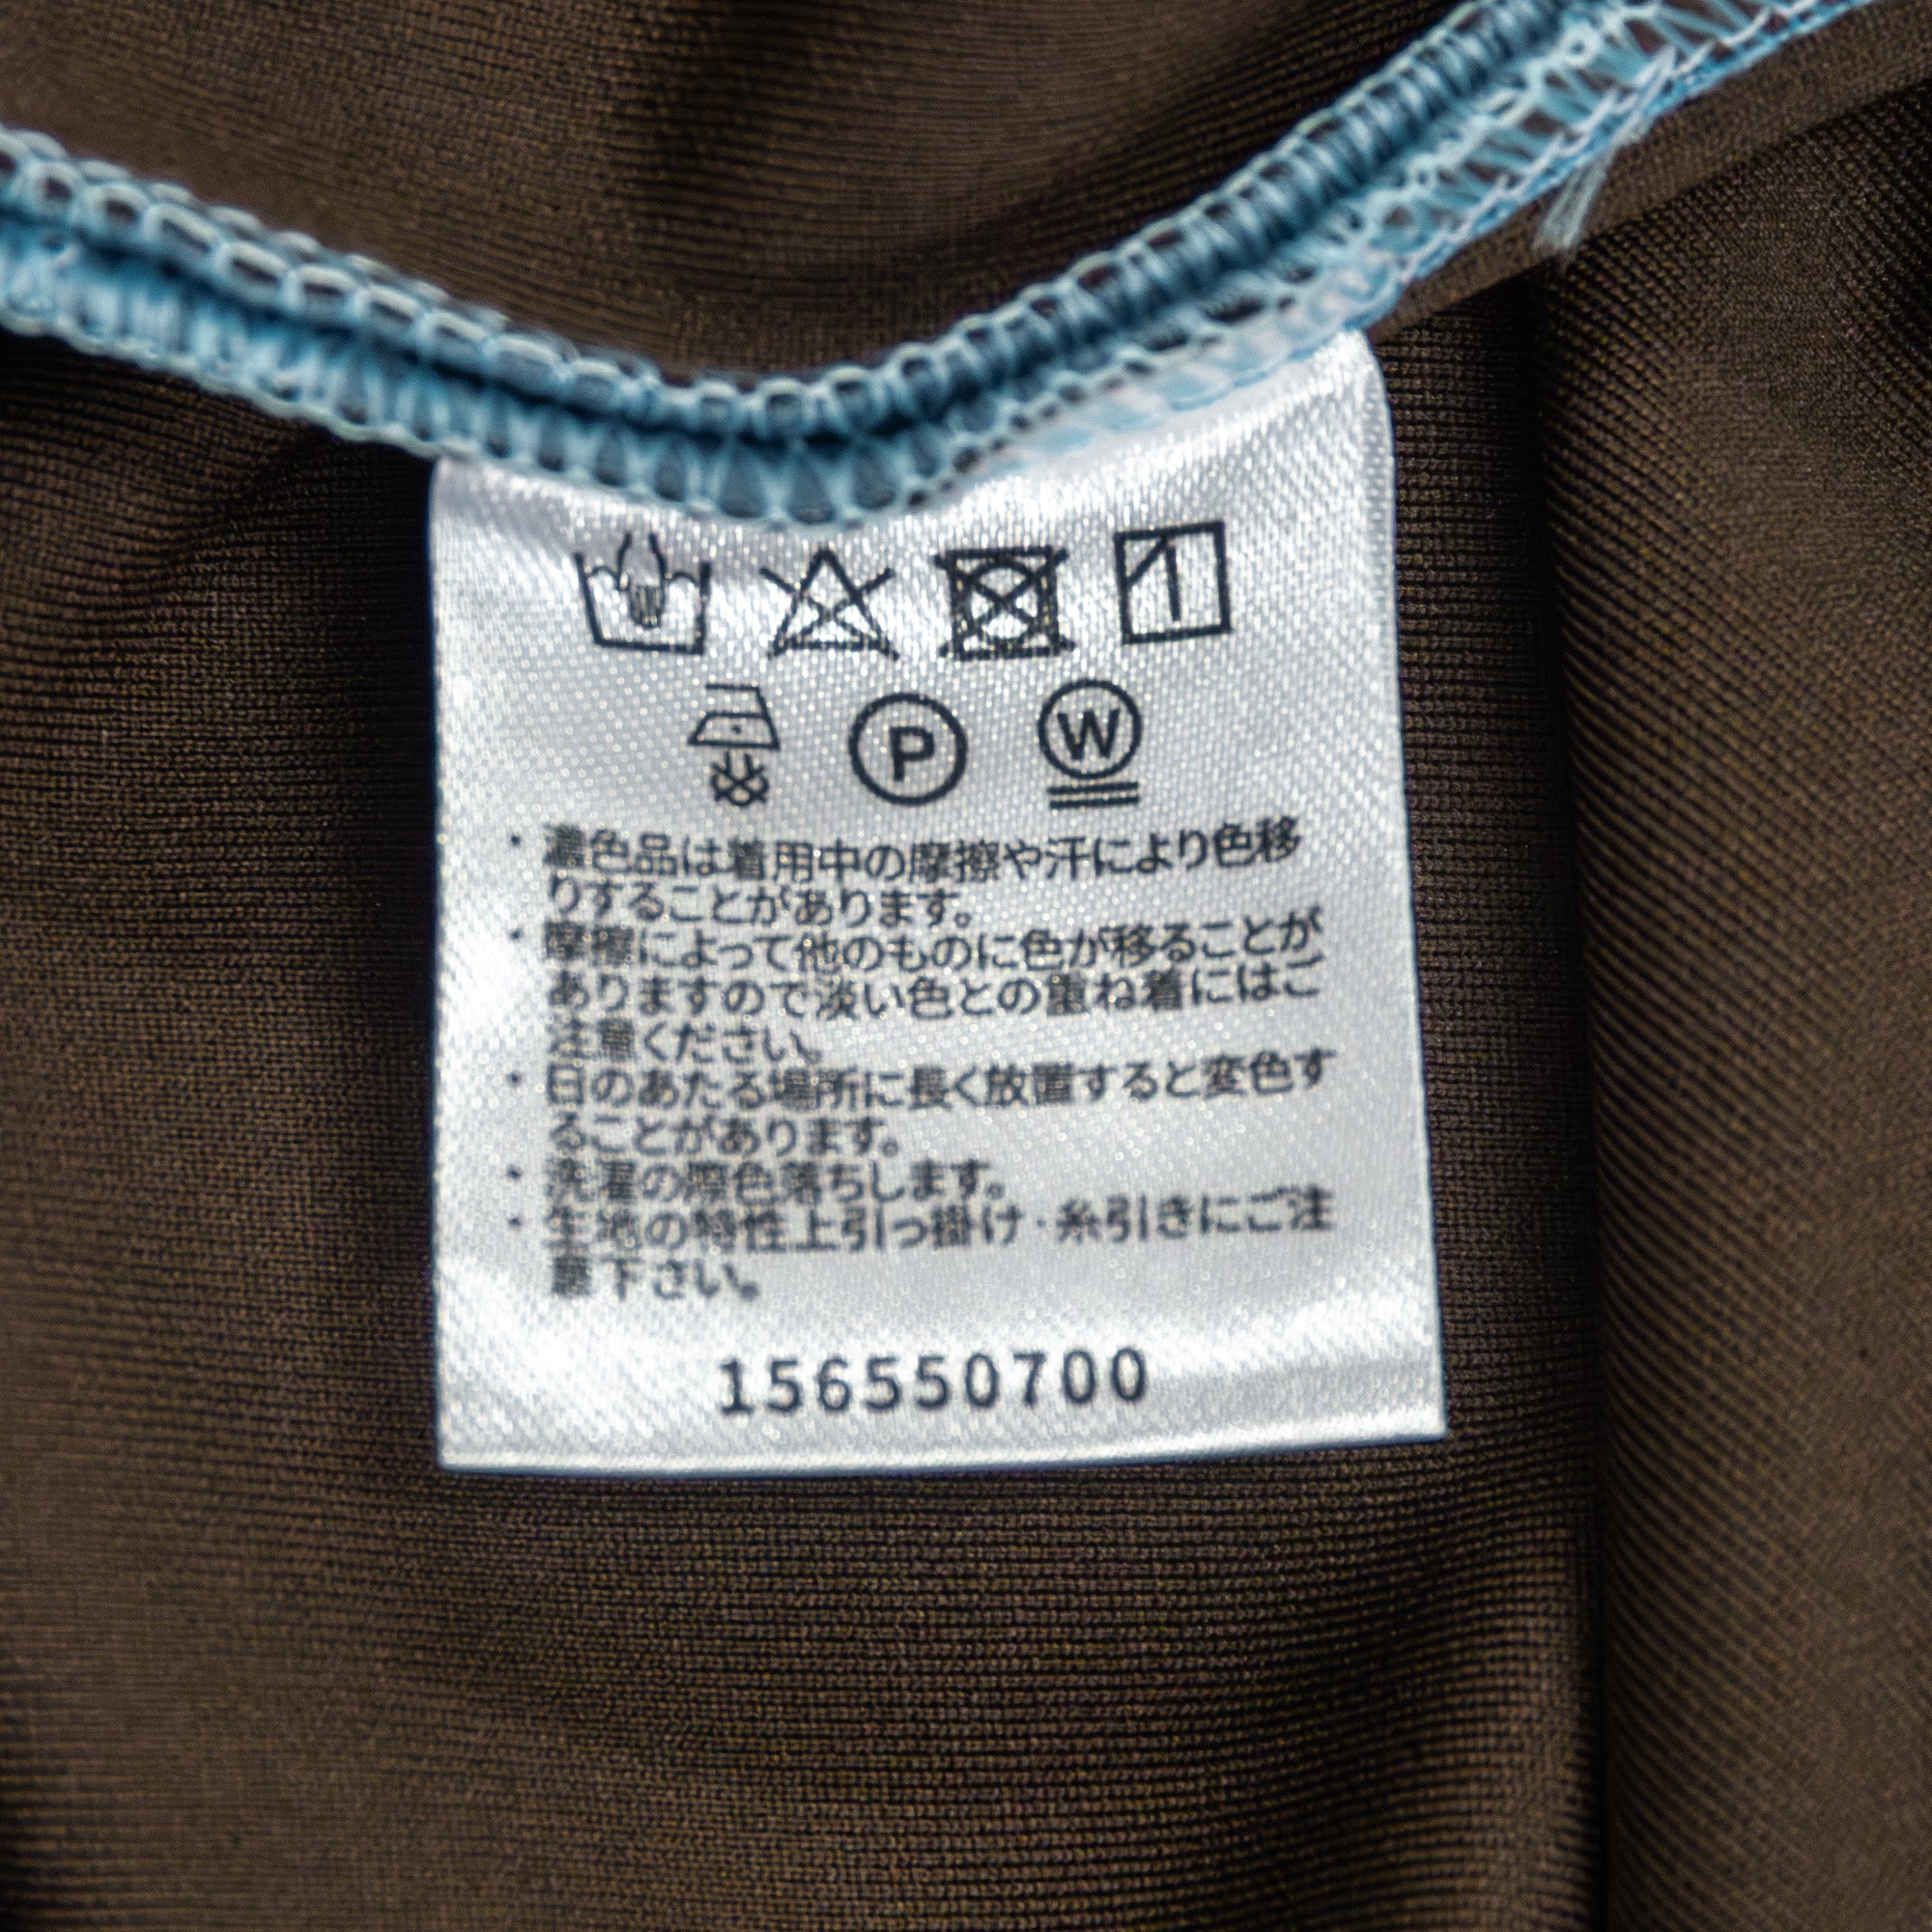 P W
・濃色品は着用中の摩擦や汗により色移
りすることがあります。
・摩擦によって他のものに色が移ることが
ありますので淡い色との重ね着にはご
注意ください。
・日のあたる場所に長く放置すると変色す
ることがあります。
・洗濯の際色落ちします。
・生地の特性上引っ掛け・糸引きにご注
意下さい。
156550700